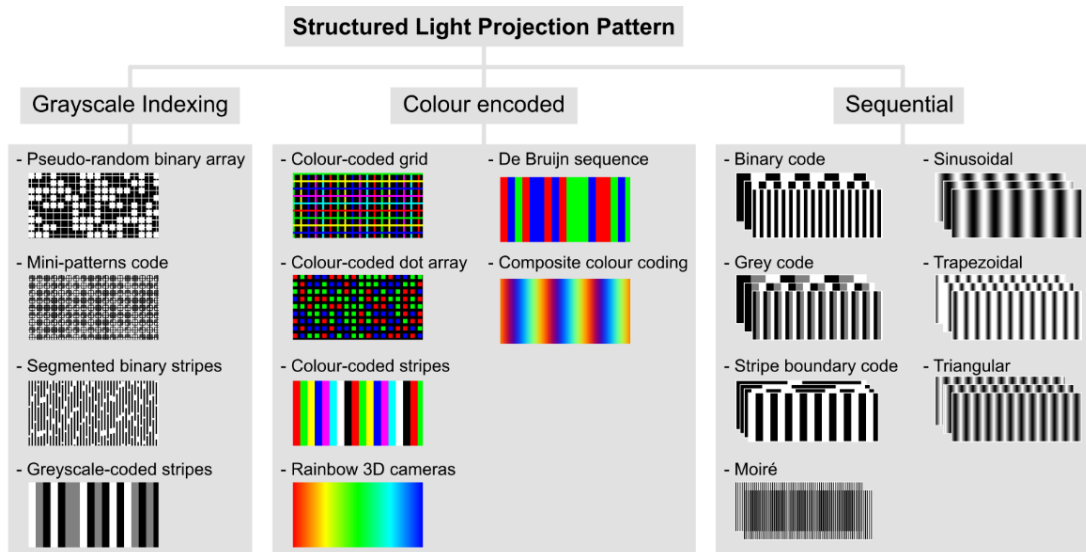 Structured Light Projection Pattern
Grayscale Indexing
Colour encoded
Sequential
- Pseudo-random binary array
- Mini-patterns code
- Segmented binary stripes
- Greyscale-coded stripes
- Colour-coded grid
- Colour-coded dot array
- Colour-coded stripes
- Rainbow 3D cameras
- De Bruijn sequence
- Composite colour coding
- Binary code
- Grey code
- Stripe boundary code
- Moiré
- Sinusoidal
- Trapezoidal
- Triangular